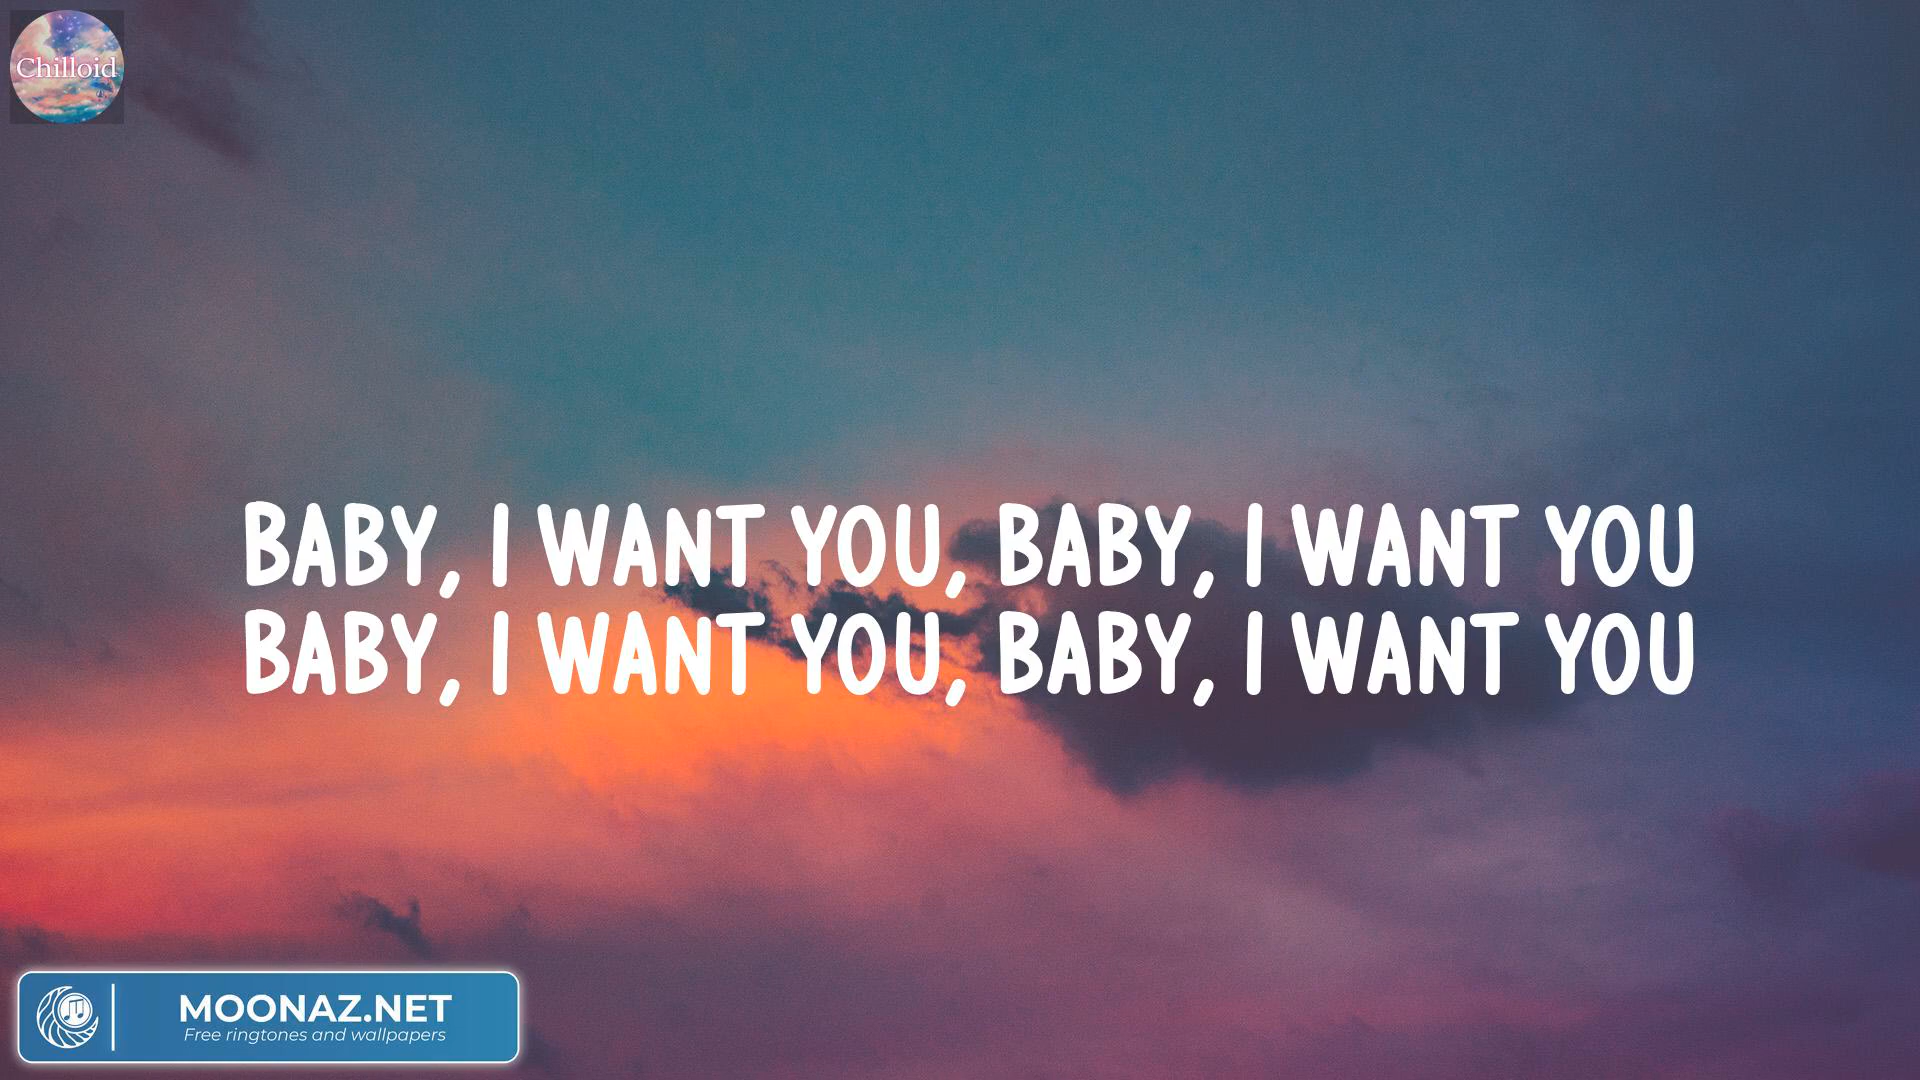 Chilloid
BABY, I WANT YOU, BABY, I WANT YOU
BABY, I WANT YOU, BABY, I WANT YOU
MOONAZ.NET
Free ringtones and wallpapers